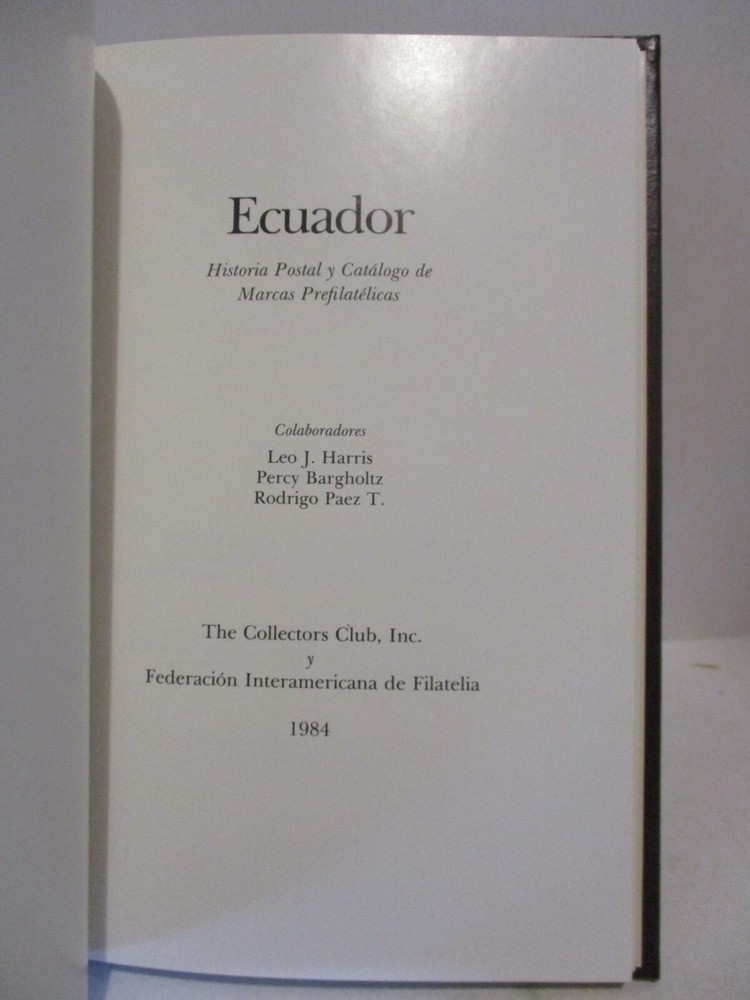 Ecuador
Historia Postal y Catálogo de
Marcas Prefilatélicas
Colaboradores
Leo J. Harris
Percy Bargholtz
Rodrigo Paez T.
The Collectors Club, Inc.
y
Federación Interamericana de Filatelia
1984